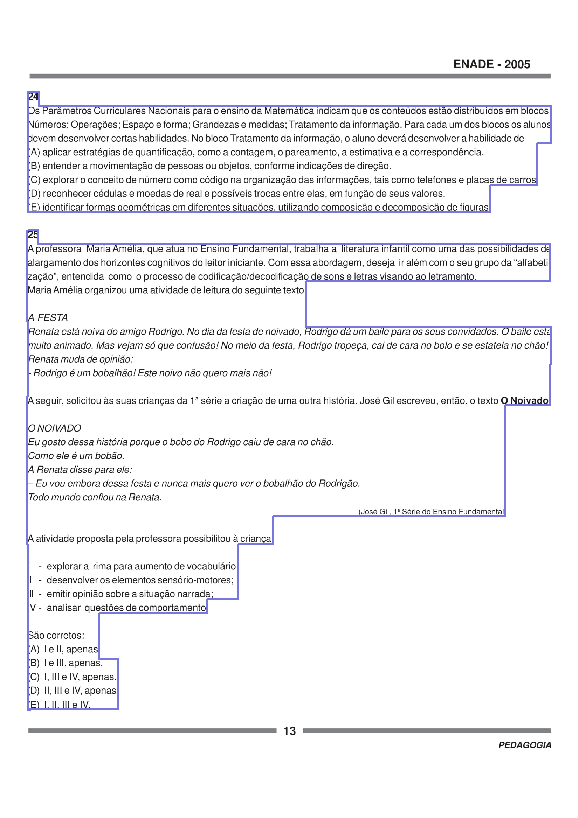 ENADE - 2005
24
Os Parâmetros Curriculares Nacionais para o ensino da Matemática indicam que os conteúdos estão distribuídos em blocos:
Números; Operações; Espaço e forma; Grandezas e medidas; Tratamento da informação. Para cada um dos blocos os alunos
devem desenvolver certas habilidades. No bloco Tratamento da informação, o aluno deverá desenvolver a habilidade de
(A) aplicar estratégias de quantificação, como a contagem, o pareamento, a estimativa e a correspondência.
(B) entender a movimentação de pessoas ou objetos, conforme indicações de direção.
(C) explorar o conceito de número como código na organização das informações, tais como telefones e placas de carros.
(D) reconhecer cédulas e moedas de real e possíveis trocas entre elas, em função de seus valores.
(E) identificar formas geométricas em diferentes situações, utilizando composição e decomposição de figuras.
25
A professora Maria Amélia, que atua no Ensino Fundamental, trabalha a literatura infantil como uma das possibilidades de
alargamento dos horizontes cognitivos do leitor iniciante. Com essa abordagem, deseja ir além com o seu grupo da “alfabeti-
zação”, entendida como o processo de codificação/decodificação de sons e letras visando ao letramento.
Maria Amélia organizou uma atividade de leitura do seguinte texto:
A FESTA
Renata está noiva do amigo Rodrigo. No dia da festa de noivado, Rodrigo dá um baile para os seus convidados. O baile está
muito animado. Mas vejam só que confusão! No meio da festa, Rodrigo tropeça, cai de cara no bolo e se estatela no chão!
Renata muda de opinião:
- Rodrigo é um bobalhão! Este noivo não quero mais não!
A seguir, solicitou às suas crianças da 1ª série a criação de uma outra história. José Gil escreveu, então, o texto O Noivado.
O NOIVADO
Eu gosto dessa história porque o bobo do Rodrigo caiu de cara no chão.
Como ele é um bobão.
A Renata disse para ele:
– Eu vou embora dessa festa e nunca mais quero ver o bobalhão do Rodrigão.
Todo mundo confiou na Renata.
(José Gil, 1ª Série do Ensino Fundamental)
A atividade proposta pela professora possibilitou à criança:
I - explorar a rima para aumento de vocabulário;
II - desenvolver os elementos sensório-motores;
III - emitir opinião sobre a situação narrada;
IV - analisar questões de comportamento.
São corretos:
(A) I e II, apenas.
(B) I e III, apenas.
(C) I, III e IV, apenas.
(D) II, III e IV, apenas.
(E) I, II, III e IV.
13
PEDAGOGIA